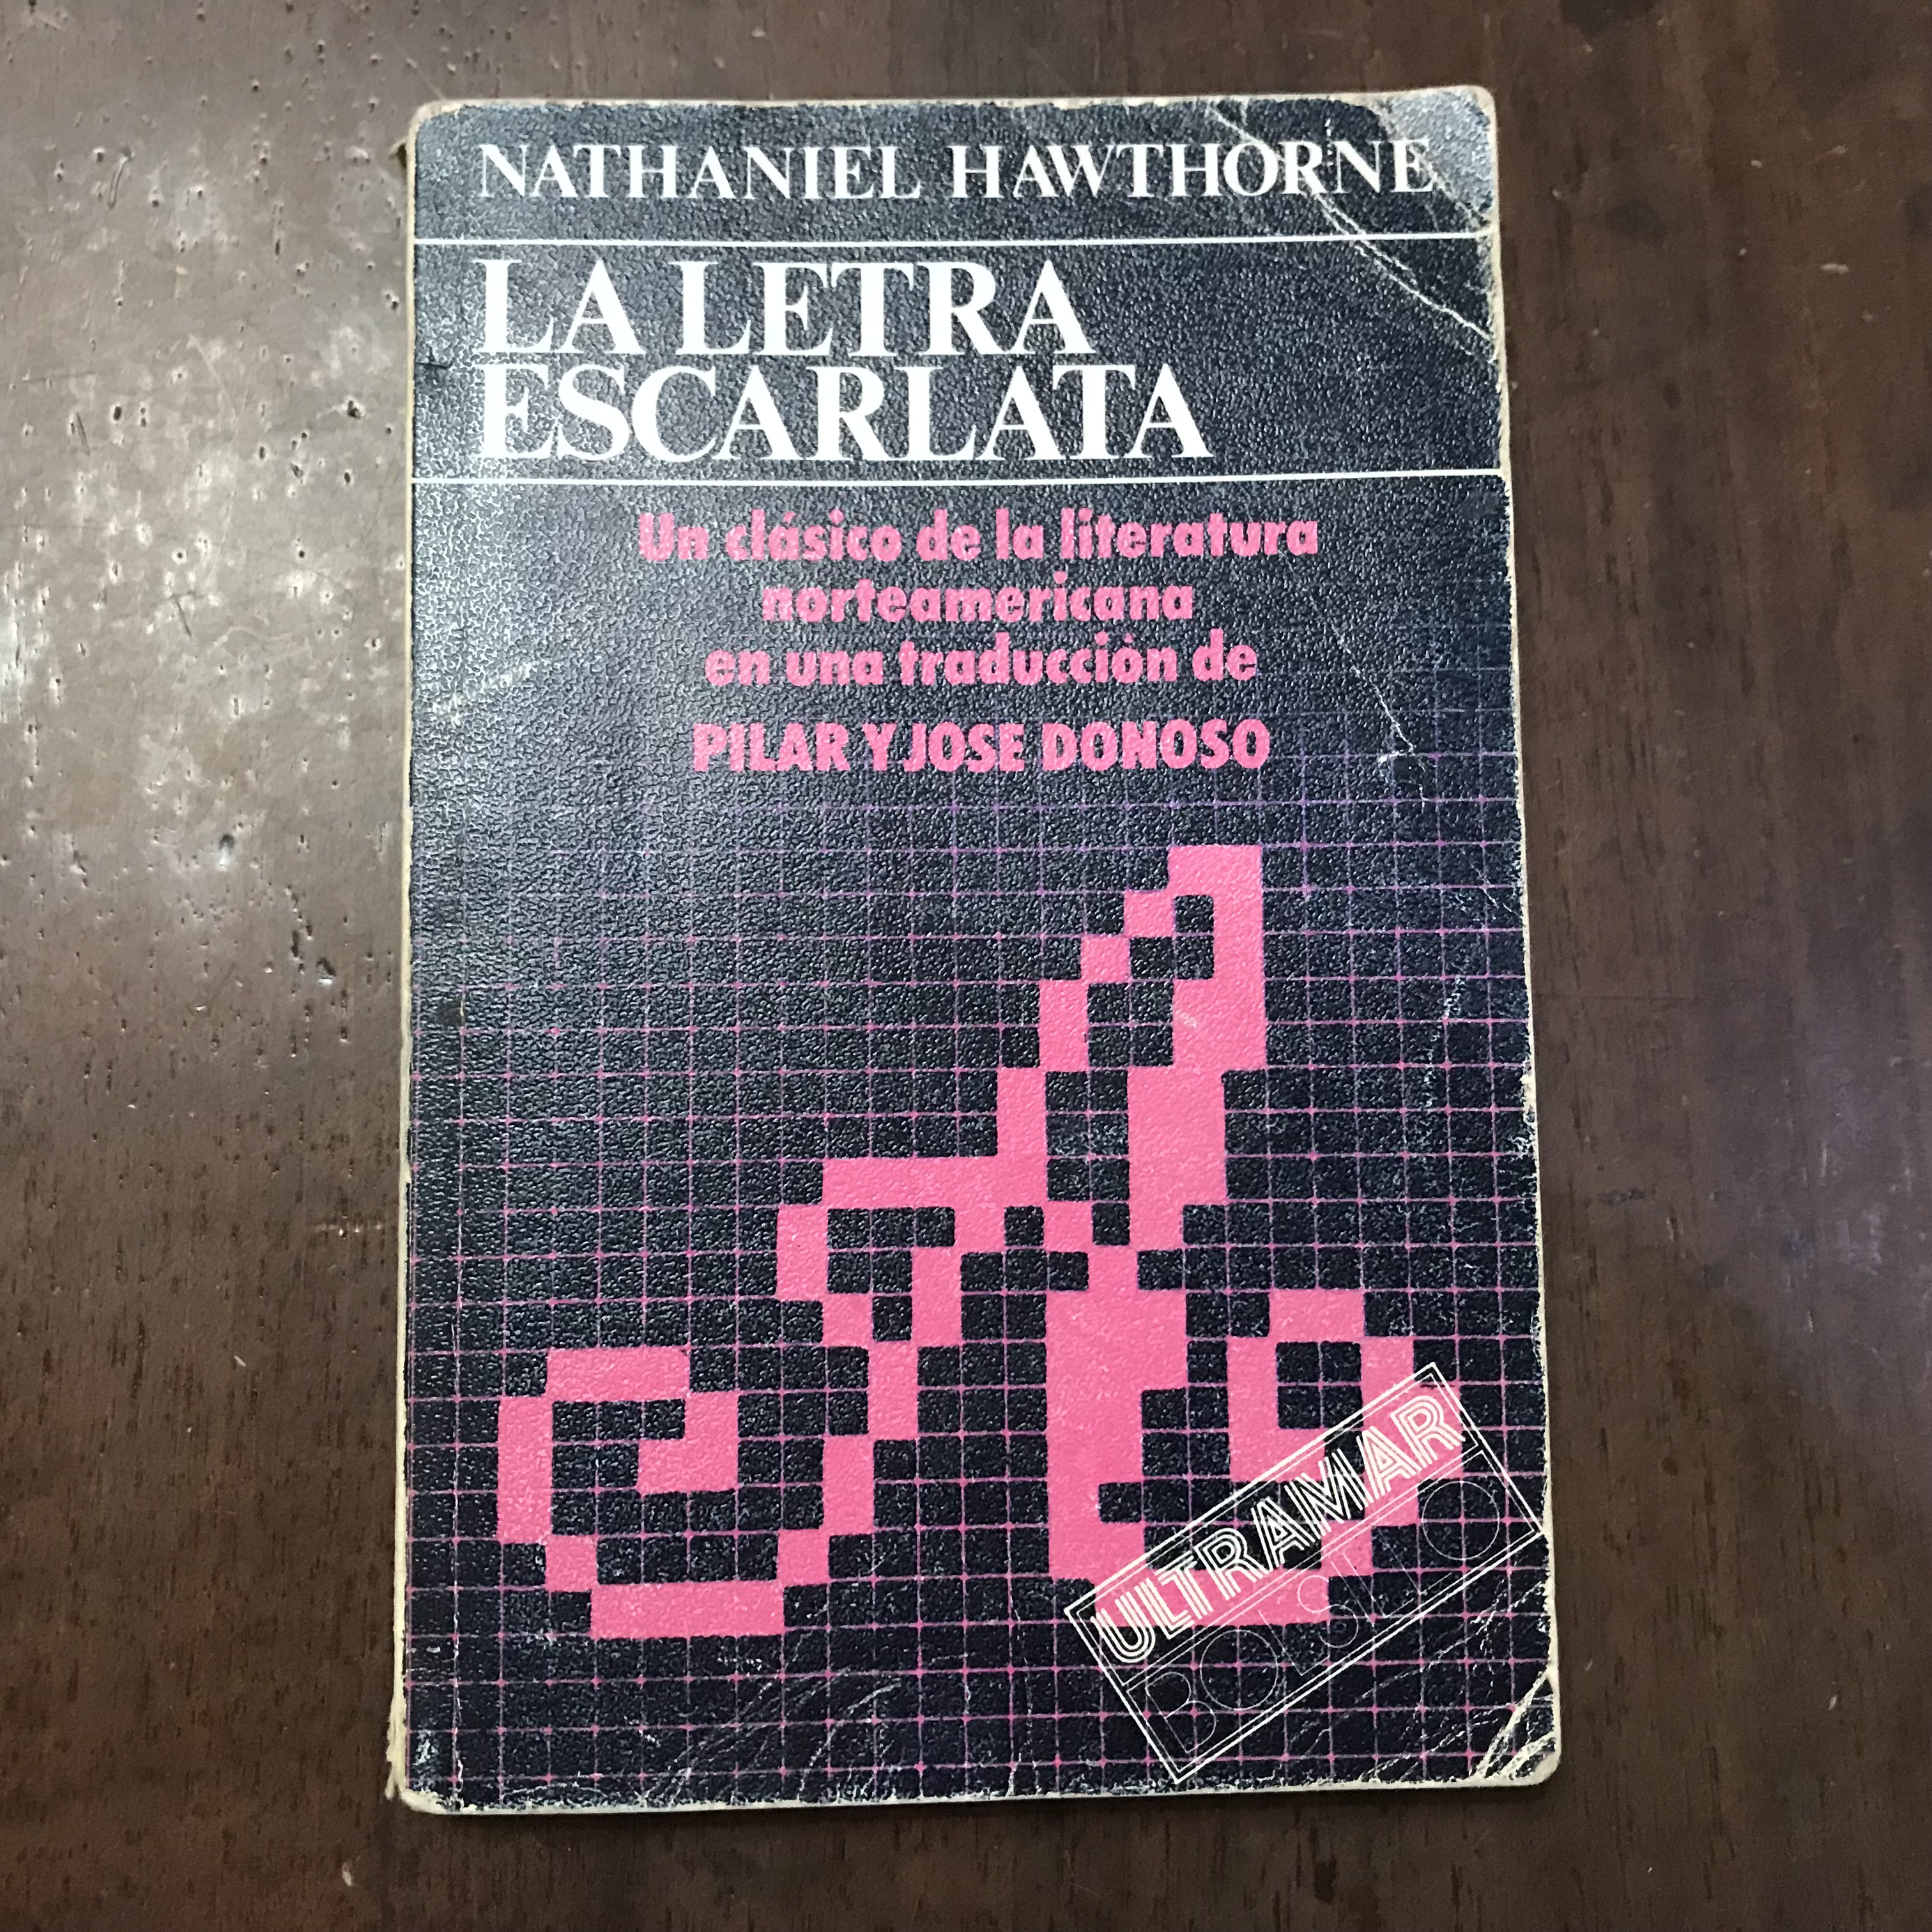 NATHANIEL HAWTHORNE
LA LETRA
ESCARLATA
Un clásico de la literatura
norteamericana
en una traducciòn de
PILAR Y JOSE DONOSO
ULTRAMAR
BOLSILLO